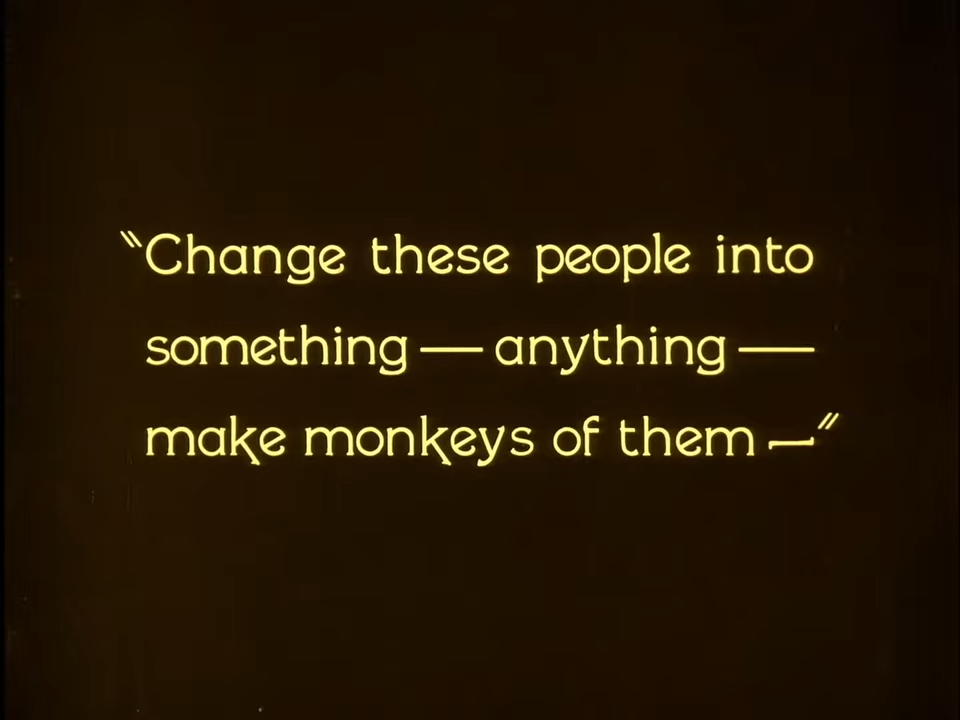 “Change these people into
something — anything —
make monkeys of them —”